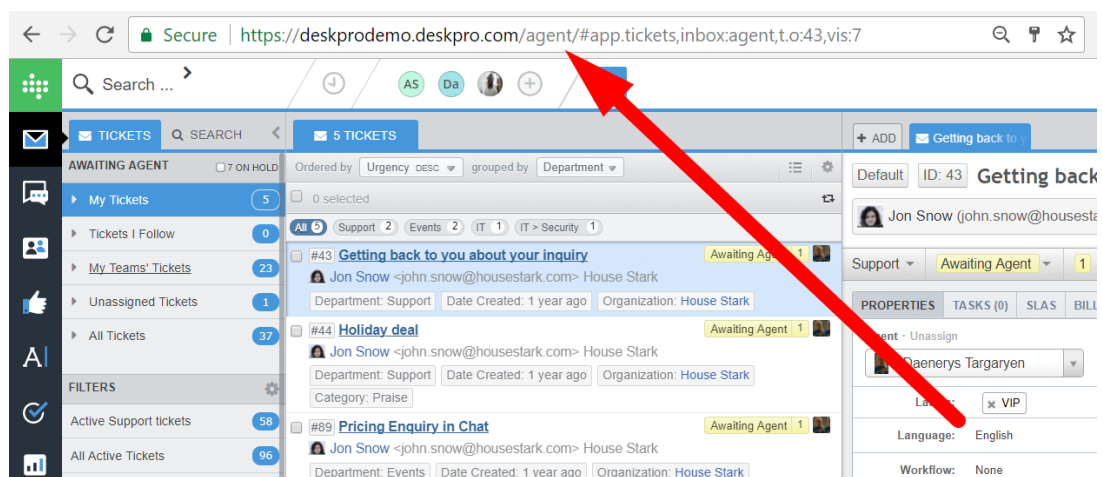 Secure | https://deskprodemo.deskpro.com/agent/#app.tickets,inbox:agent,t.o:43,vis:7
Search ...
AS Da
TICKETS SEARCH
5 TICKETS
+ ADD Getting back to y
AWAITING AGENT 7 ON HOLD
Ordered by Urgency DESC grouped by Department
Default ID: 43 Getting back
My Tickets 5
0 selected
Jon Snow (john.snow@housesta
Tickets I Follow 0
All 5 Support 2 Events 2 IT 1 IT > Security 1
My Teams' Tickets 23
#43 Getting back to you about your inquiry Awaiting Age 1
Jon Snow <john.snow@housestark.com> House Stark
Support Awaiting Agent 1
Unassigned Tickets 1
Department: Support Date Created: 1 year ago Organization: House Stark
PROPERTIES TASKS (0) SLAS BILL
All Tickets 37
#44 Holiday deal Awaiting Agent 1
Unassign
Jon Snow <john.snow@housestark.com> House Stark
Daenerys Targaryen
Department: Support Date Created: 1 year ago Organization: House Stark
FILTERS
Category: Praise
VIP
Active Support tickets 58
#89 Pricing Enquiry in Chat Awaiting Agent 1
Language: English
Jon Snow <john.snow@housestark.com> House Stark
All Active Tickets 96
Department: Events Date Created: 1 year ago Organization: House Stark
Workflow: None
AI